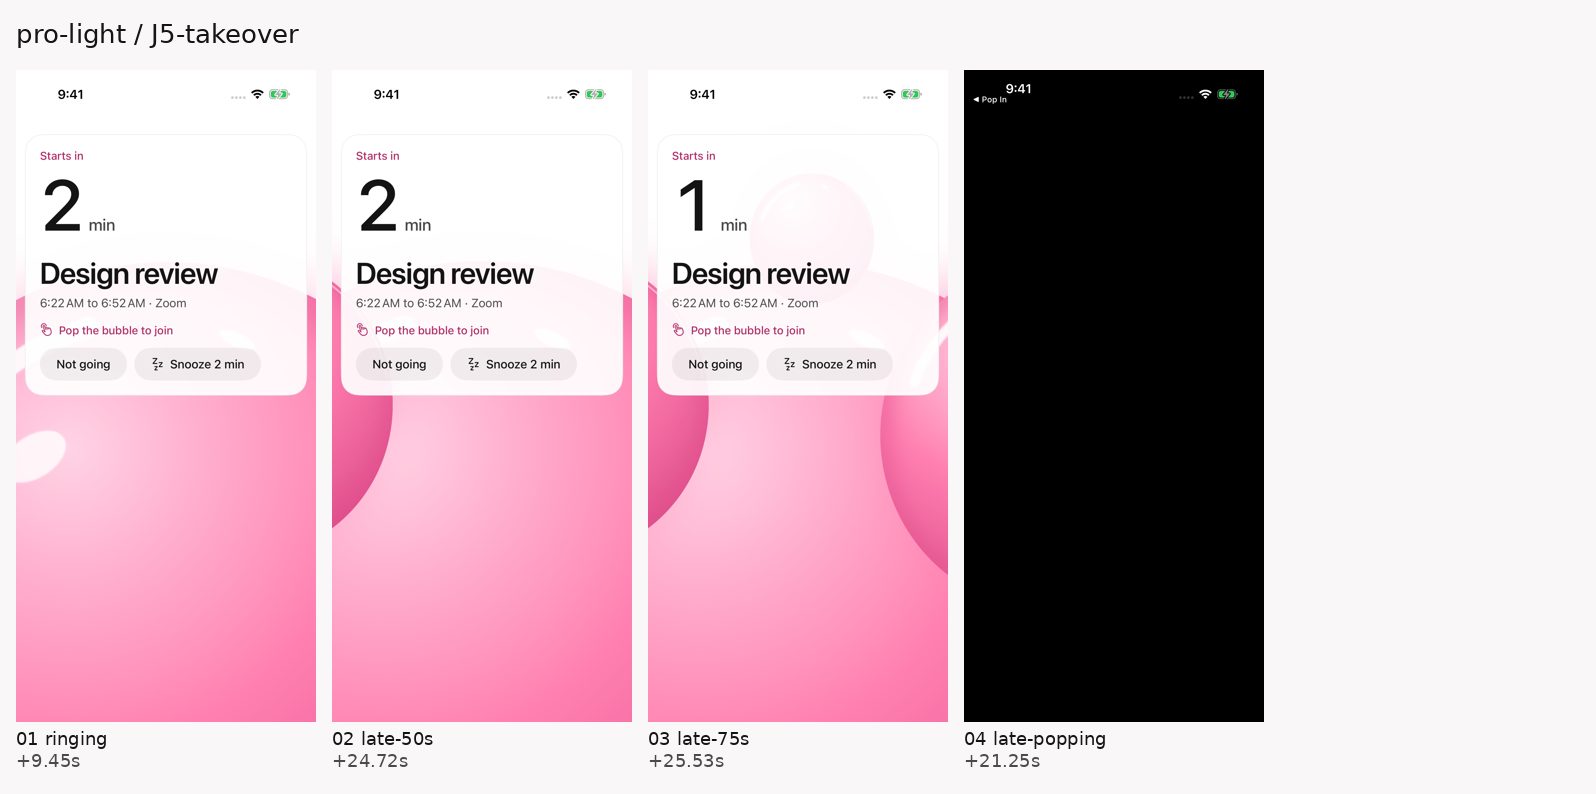 pro-light / J5-takeover
9:41
Starts in
2 min
Design review
6:22 AM to 6:52 AM · Zoom
Pop the bubble to join
Not going
Snooze 2 min
01 ringing
+9.45s
9:41
Starts in
2 min
Design review
6:22 AM to 6:52 AM · Zoom
Pop the bubble to join
Not going
Snooze 2 min
02 late-50s
+24.72s
9:41
Starts in
1 min
Design review
6:22 AM to 6:52 AM · Zoom
Pop the bubble to join
Not going
Snooze 2 min
03 late-75s
+25.53s
9:41
◀ Pop In
04 late-popping
+21.25s